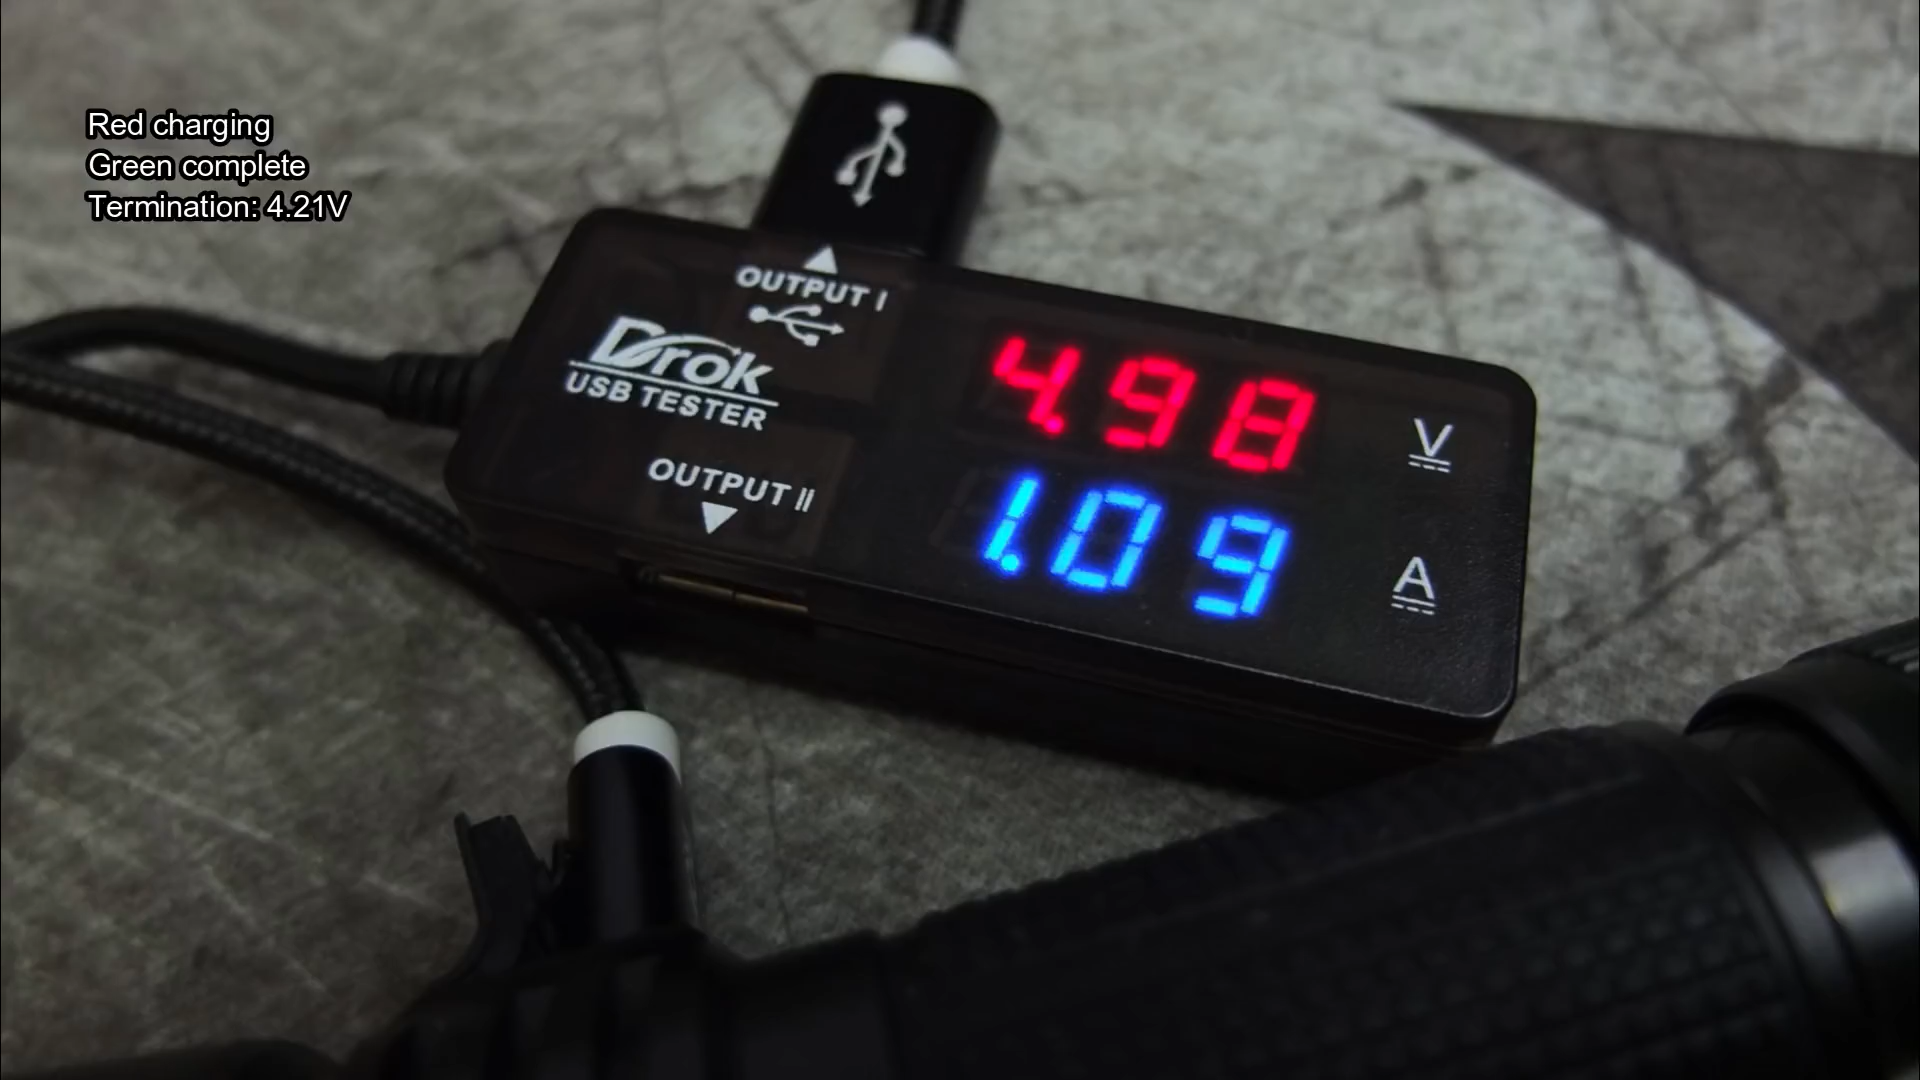 Red charging
Green complete
Termination: 4.21V
OUTPUT I
Drok
USB TESTER
OUTPUT II
4.98 V
1.09 A